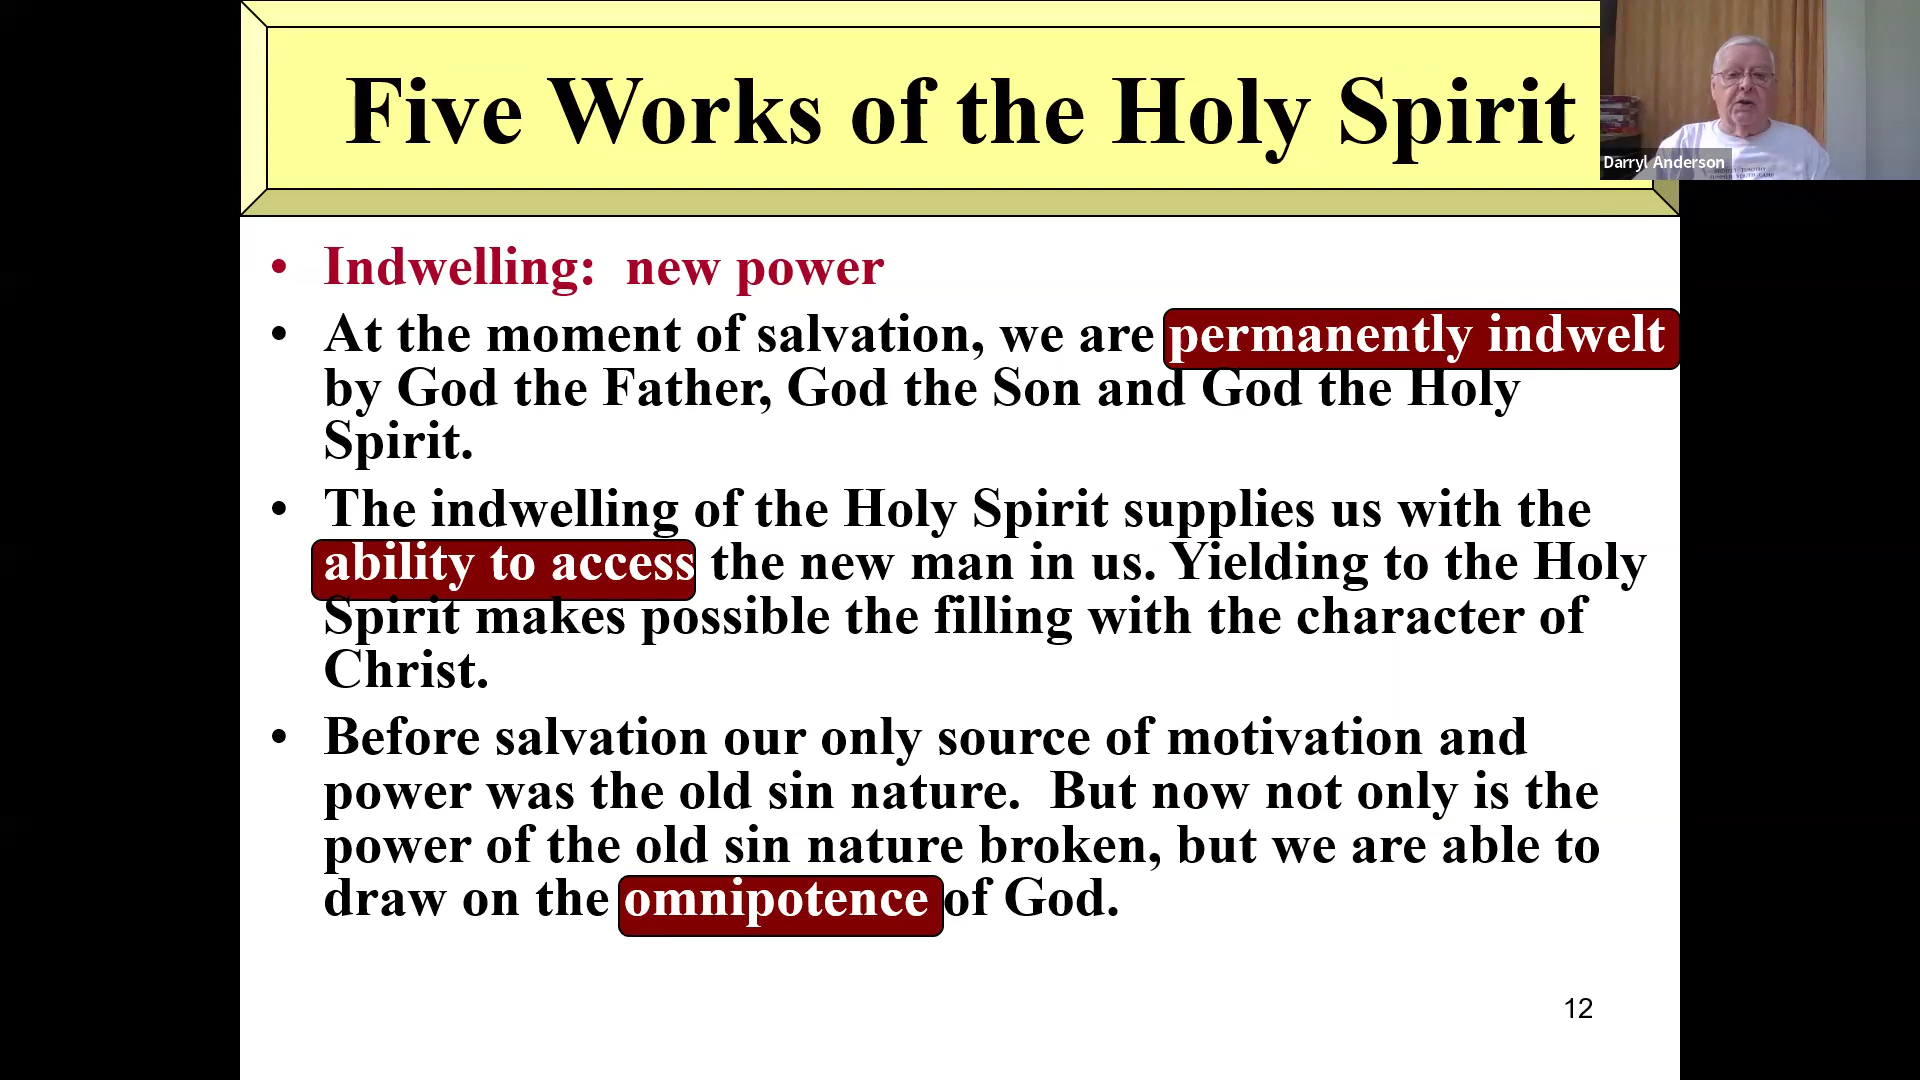 Five Works of the Holy Spirit
Darryl Anderson
• Indwelling:  new power
• At the moment of salvation, we are permanently indwelt
by God the Father, God the Son and God the Holy
Spirit.
• The indwelling of the Holy Spirit supplies us with the
ability to access the new man in us. Yielding to the Holy
Spirit makes possible the filling with the character of
Christ.
• Before salvation our only source of motivation and
power was the old sin nature.  But now not only is the
power of the old sin nature broken, but we are able to
draw on the omnipotence of God.
12